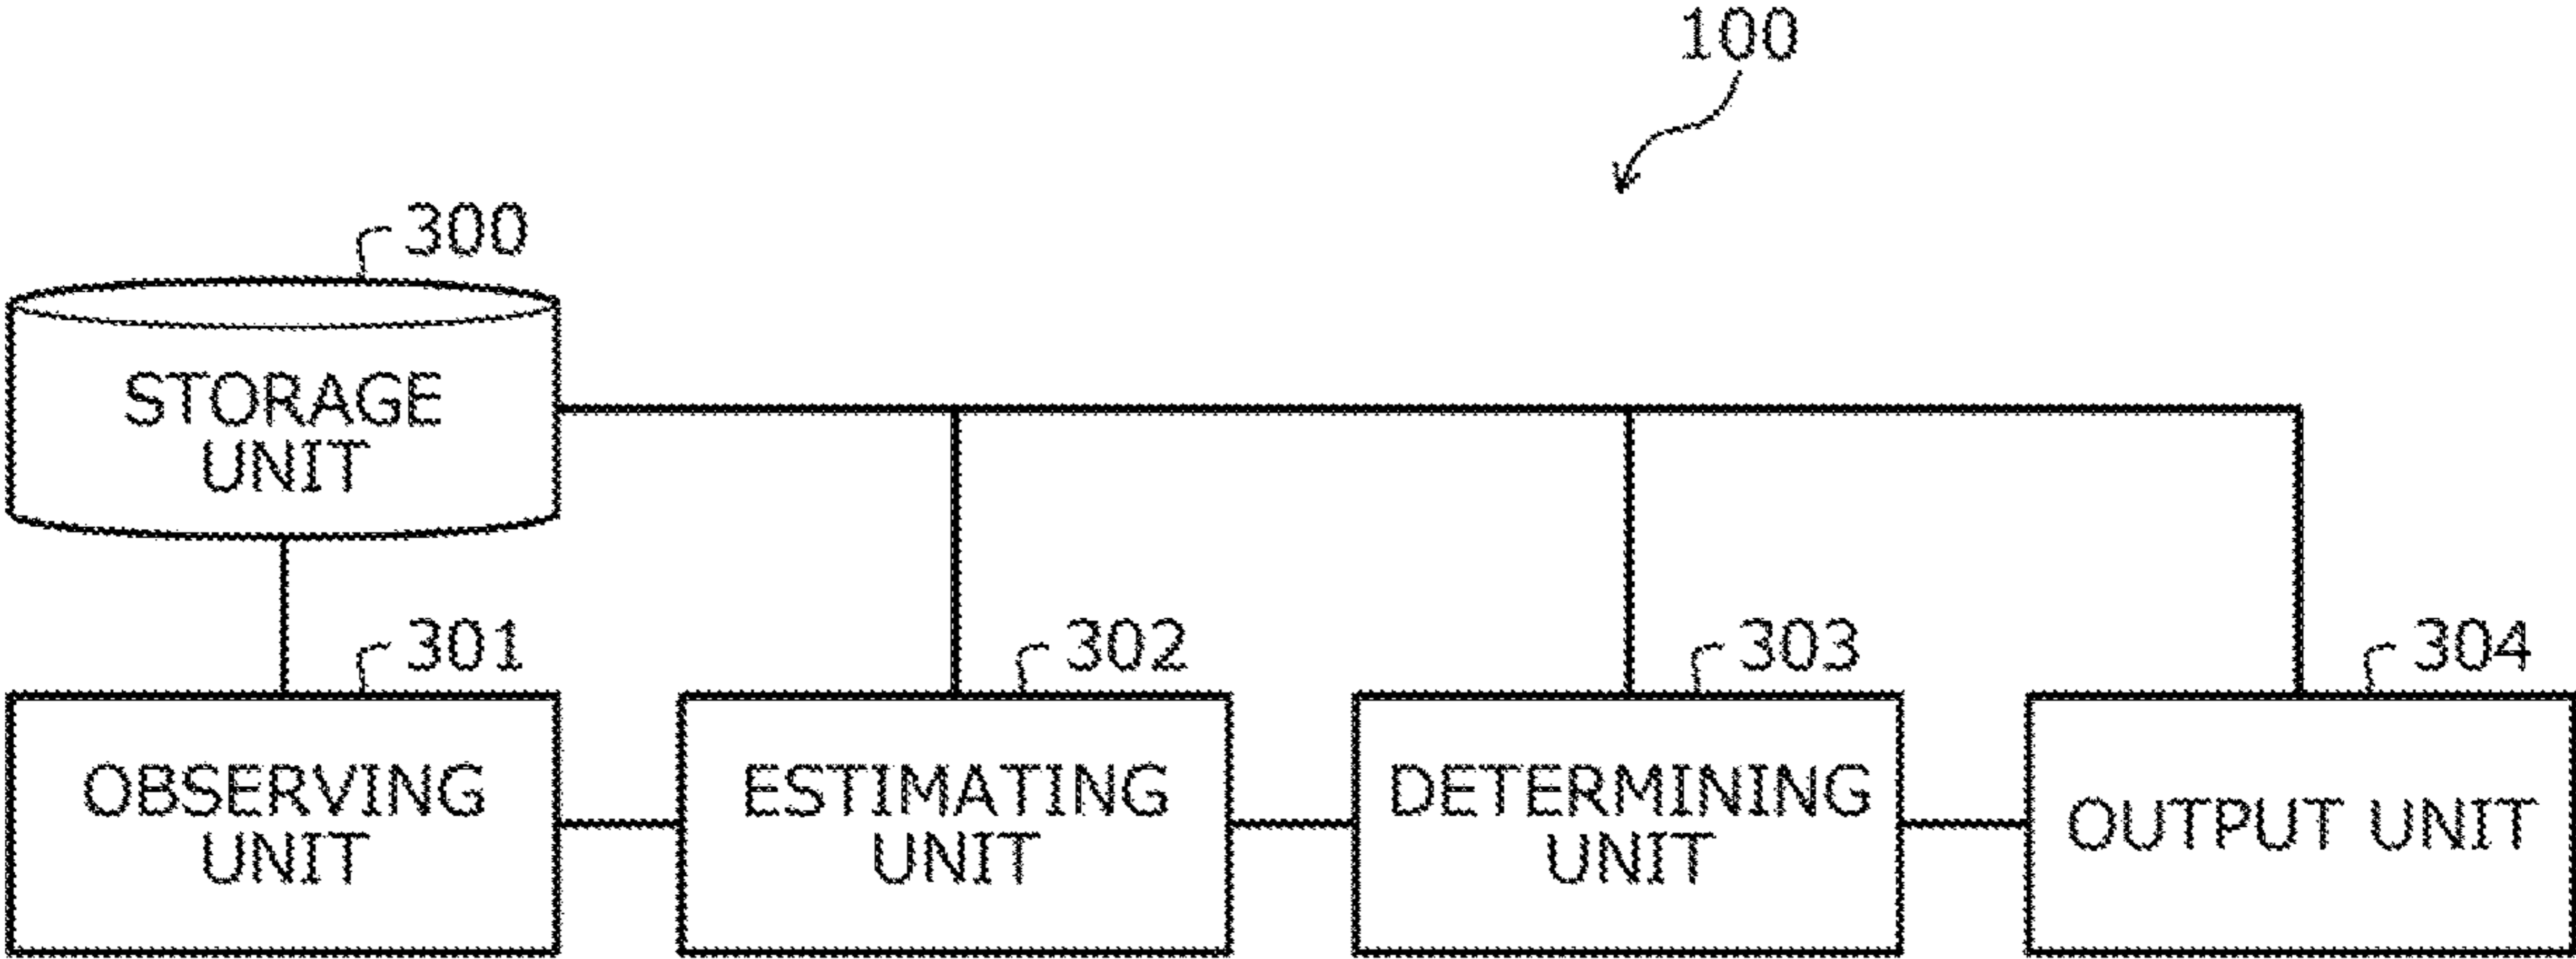 100
300
STORAGE
UNIT
301
302
303
304
OBSERVING
UNIT
ESTIMATING
UNIT
DETERMINING
UNIT
OUTPUT UNIT